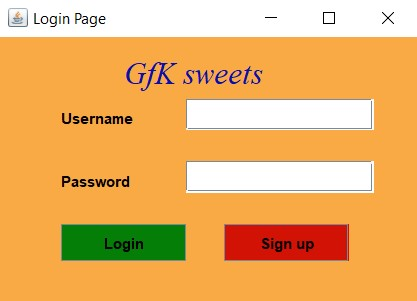 Login Page
GfK sweets
Username
Password
Login
Sign up